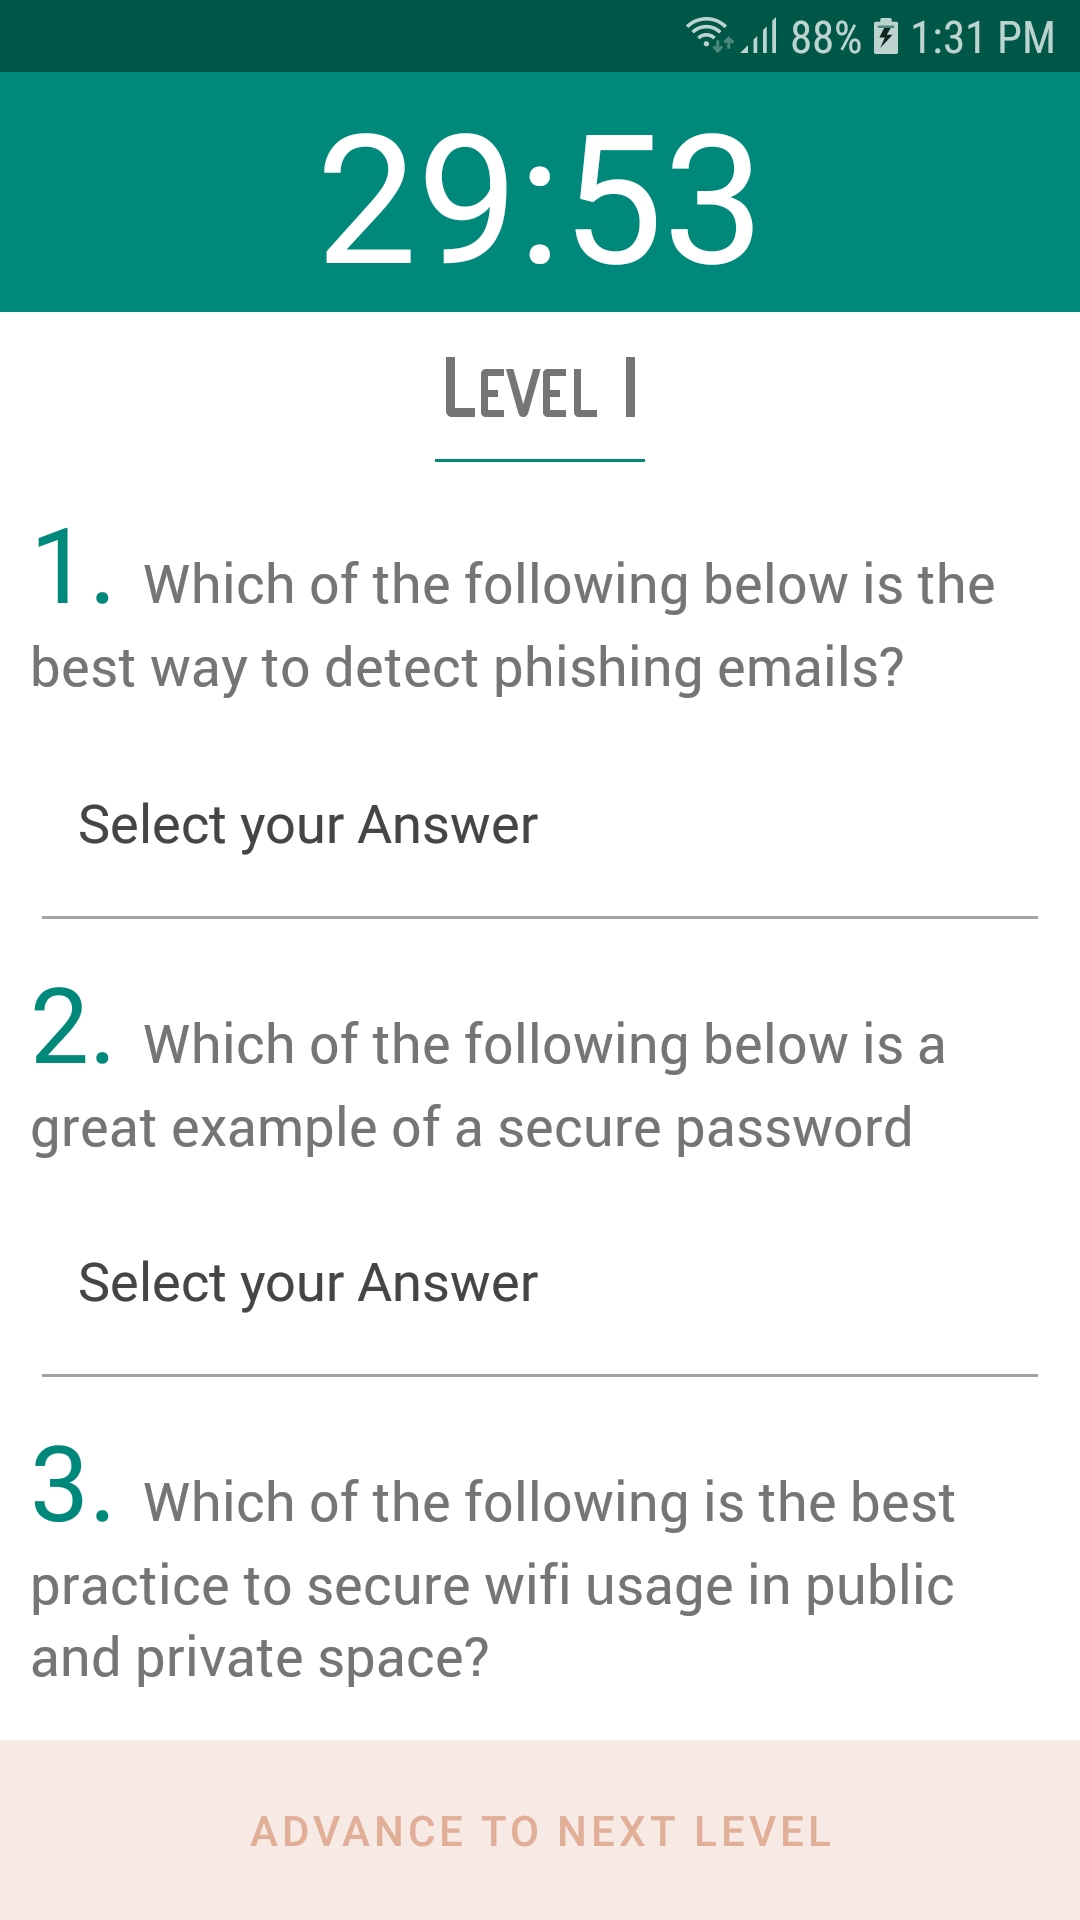 88% 1:31 PM
29:53
Level 1
1. Which of the following below is the
best way to detect phishing emails?
Select your Answer
2. Which of the following below is a
great example of a secure password
Select your Answer
3. Which of the following is the best
practice to secure wifi usage in public
and private space?
ADVANCE TO NEXT LEVEL